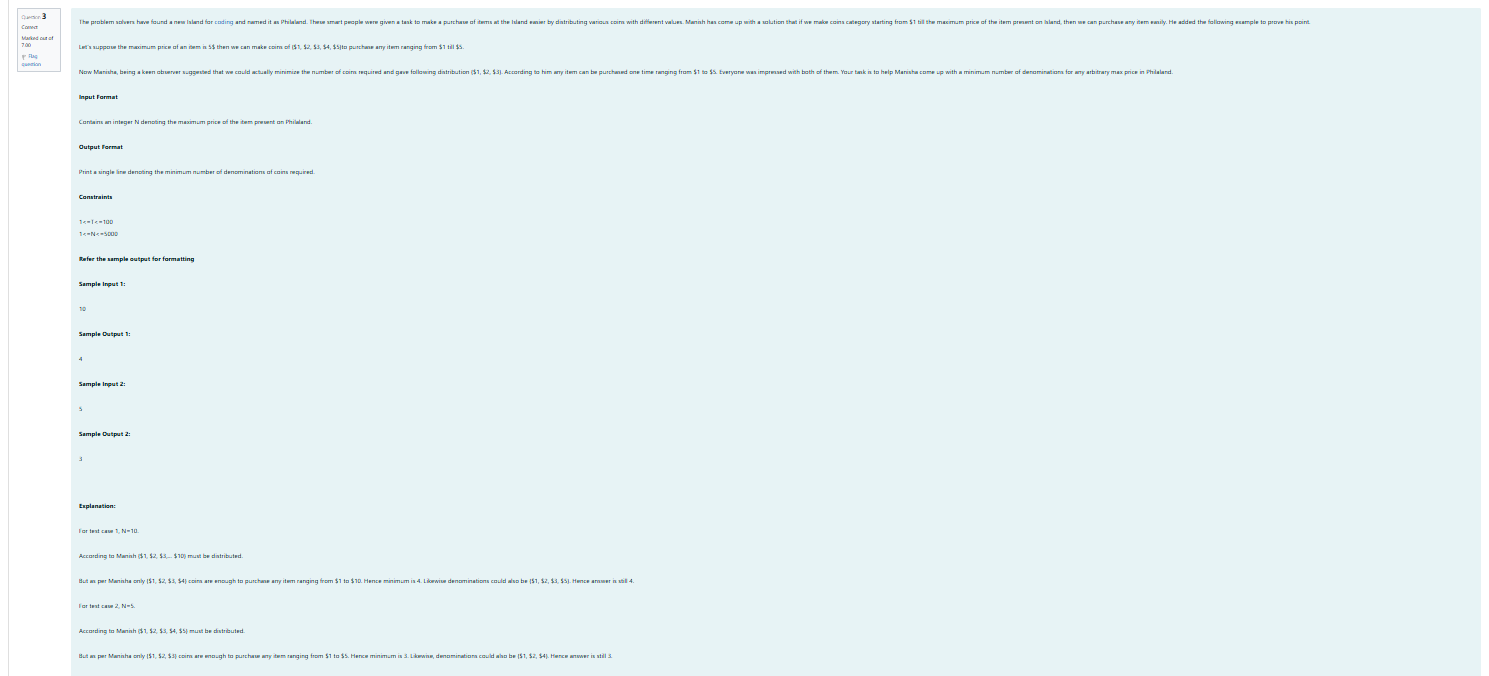 Question 3
Correct
Marked out of
7.00
Flag
question
The problem solvers have found a new Island for coding and named it as Philaland. These smart people were given a task to make a purchase of items at the Island easier by distributing various coins with different values. Manish has come up with a solution that if we make coins category starting from $1 till the maximum price of the item present on Island, then we can purchase any item easily. He added the following example to prove his point.
Let's suppose the maximum price of an item is 5$ then we can make coins of {$1, $2, $3, $4, $5}to purchase any item ranging from $1 till $5.
Now Manisha, being a keen observer suggested that we could actually minimize the number of coins required and gave following distribution {$1, $2, $3}. According to him any item can be purchased one time ranging from $1 to $5. Everyone was impressed with both of them. Your task is to help Manisha come up with a minimum number of denominations for any arbitrary max price in Philaland.
Input Format
Contains an integer N denoting the maximum price of the item present on Philaland.
Output Format
Print a single line denoting the minimum number of denominations of coins required.
Constraints
1<=T<=100
1<=N<=5000
Refer the sample output for formatting
Sample Input 1:
10
Sample Output 1:
4
Sample Input 2:
5
Sample Output 2:
3
Explanation:
For test case 1, N=10.
According to Manish {$1, $2, $3,... $10} must be distributed.
But as per Manisha only {$1, $2, $3, $4} coins are enough to purchase any item ranging from $1 to $10. Hence minimum is 4. Likewise denominations could also be {$1, $2, $3, $5}. Hence answer is still 4.
For test case 2, N=5.
According to Manish {$1, $2, $3, $4, $5} must be distributed.
But as per Manisha only {$1, $2, $3} coins are enough to purchase any item ranging from $1 to $5. Hence minimum is 3. Likewise, denominations could also be {$1, $2, $4}. Hence answer is still 3.